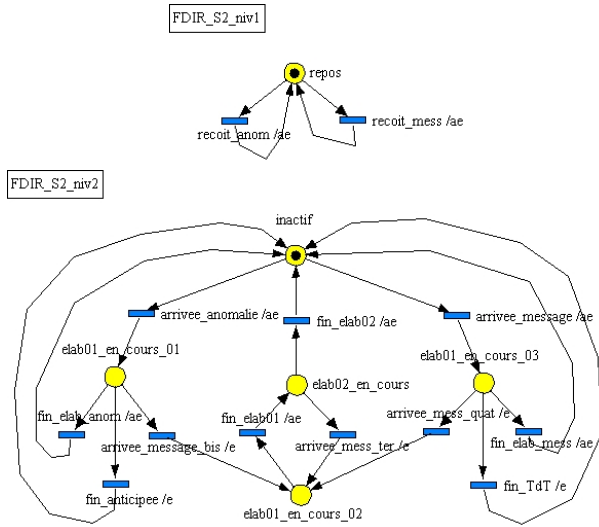 FDIR_S2_niv1
repos
recoit_anom /ae
recoit_mess /ae
FDIR_S2_niv2
inactif
arrivee_anomalie /ae
fin_elab02 /ae
arrivee_message /ae
elab01_en_cours_01
elab01_en_cours_03
elab02_en_cours
fin_elab_anom /ae
fin_elab01 /ae
arrivee_mess_quat /e
arrivee_message_bis /e
arrivee_mess_ter /e
fin_elab_mess /ae
fin_anticipee /e
fin_TdT /e
elab01_en_cours_02